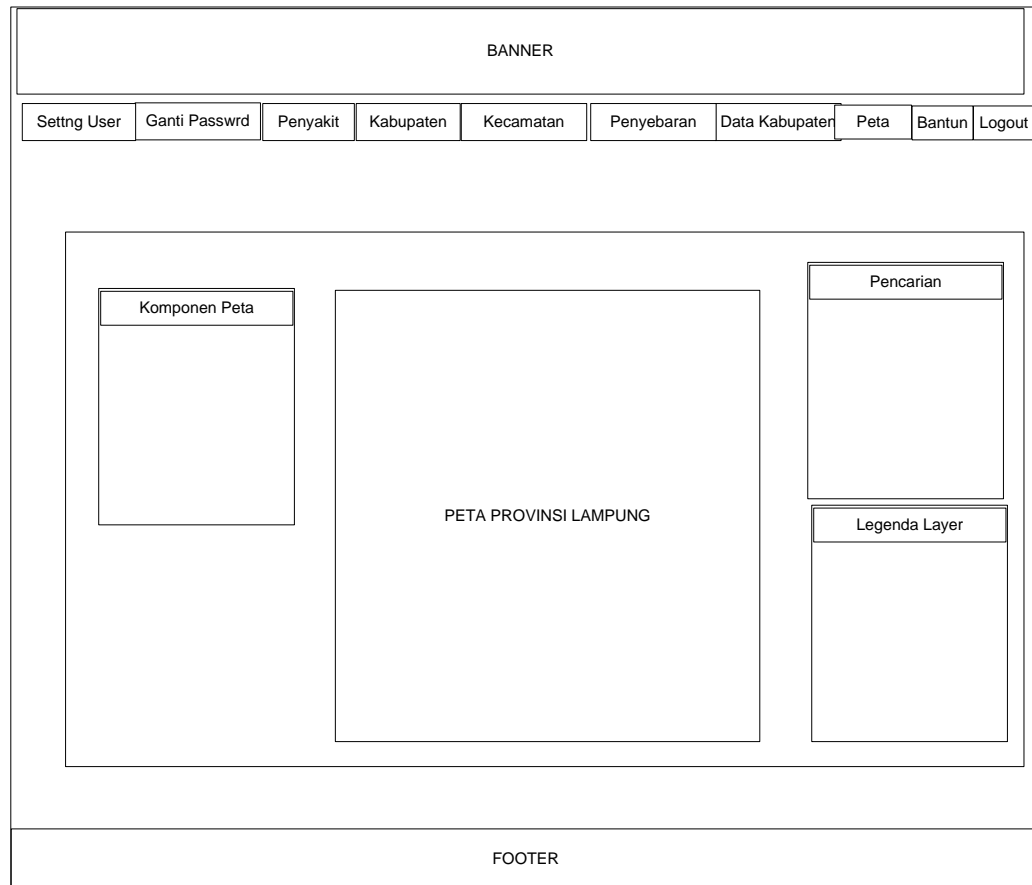 BANNER
Settng User
Ganti Passwrd
Penyakit
Kabupaten
Kecamatan
Penyebaran
Data Kabupaten
Peta
Bantun
Logout
Komponen Peta
PETA PROVINSI LAMPUNG
Pencarian
Legenda Layer
FOOTER